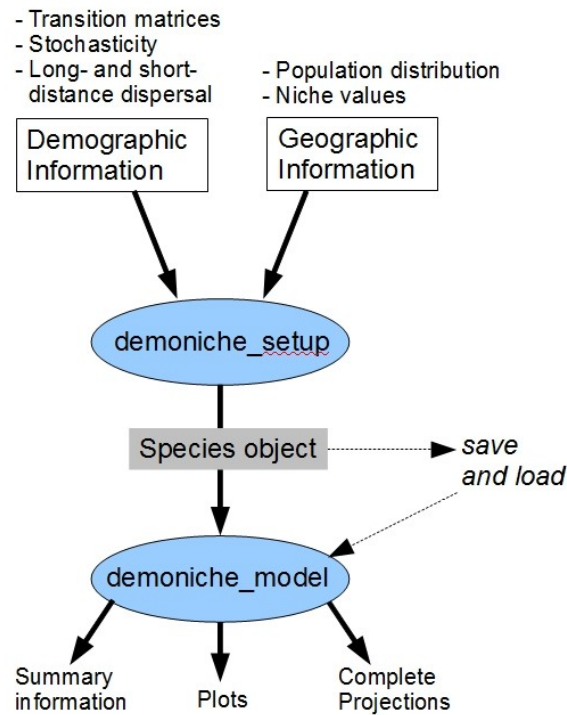 - Transition matrices
- Stochasticity
- Long- and short-
distance dispersal
- Population distribution
- Niche values
Demographic
Information
Geographic
Information
demoniche_setup
Species object
save
and load
demoniche_model
Summary
information
Plots
Complete
Projections